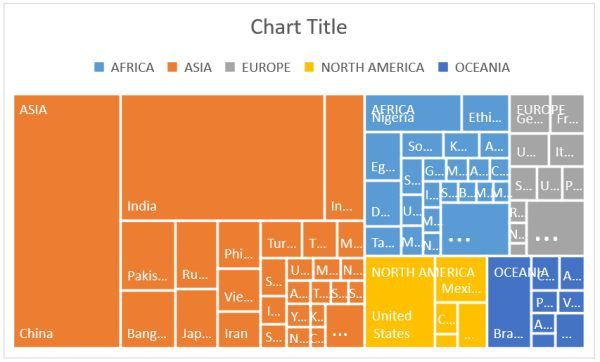 Chart Title
AFRICA ASIA EUROPE NORTH AMERICA OCEANIA
ASIA
China
India
In...
Pakis...
Bang...
Ru...
Jap...
Phi...
Vie...
Iran
Tur...
T...
M...
S...
U...
M...
N...
I...
A...
T...
S...
S...
Y...
K...
N...
C...
...
AFRICA
Nigeria
Ethi...
Eg...
D...
Ta...
So...
K...
A...
S...
G...
M...
A...
C...
I...
S...
B...
M...
M...
U...
M...
M...
N...
...
EUROPE
Ge...
Fr...
U...
It...
S...
U...
P...
R...
N...
...
NORTH AMERICA
United
States
Mexi...
C...
...
OCEANIA
Bra...
C...
A...
P...
V...
A...
...